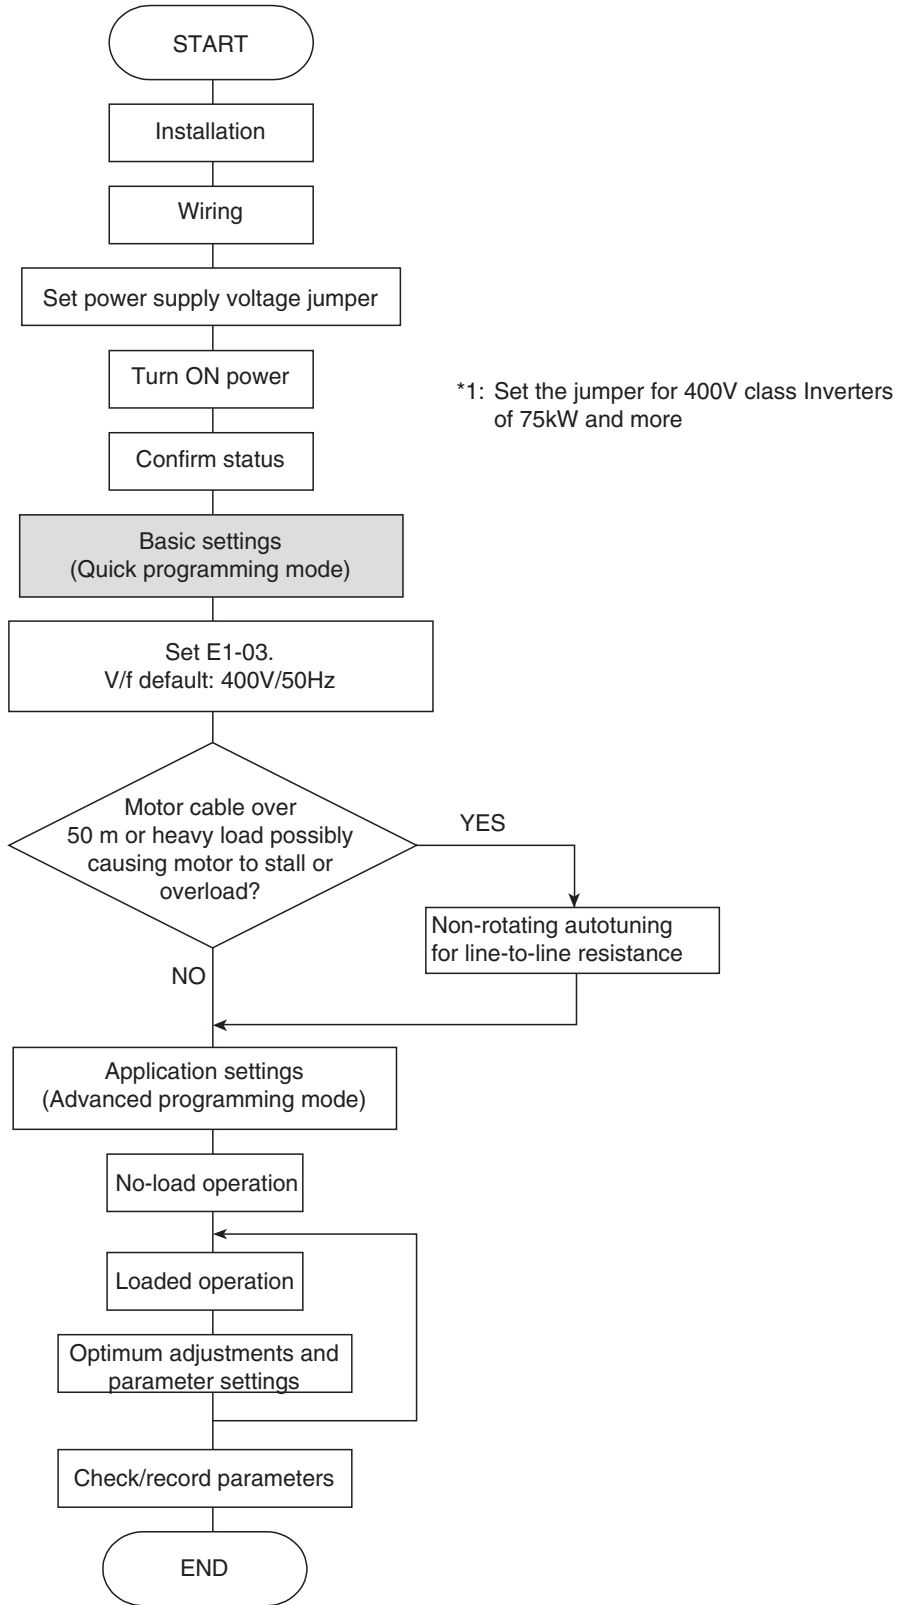 START
Installation
Wiring
Set power supply voltage jumper
Turn ON power
*1: Set the jumper for 400V class Inverters
of 75kW and more
Confirm status
Basic settings
(Quick programming mode)
Set E1-03.
V/f default: 400V/50Hz
Motor cable over
50 m or heavy load possibly
causing motor to stall or
overload?
YES
Non-rotating autotuning
for line-to-line resistance
NO
Application settings
(Advanced programming mode)
No-load operation
Loaded operation
Optimum adjustments and
parameter settings
Check/record parameters
END